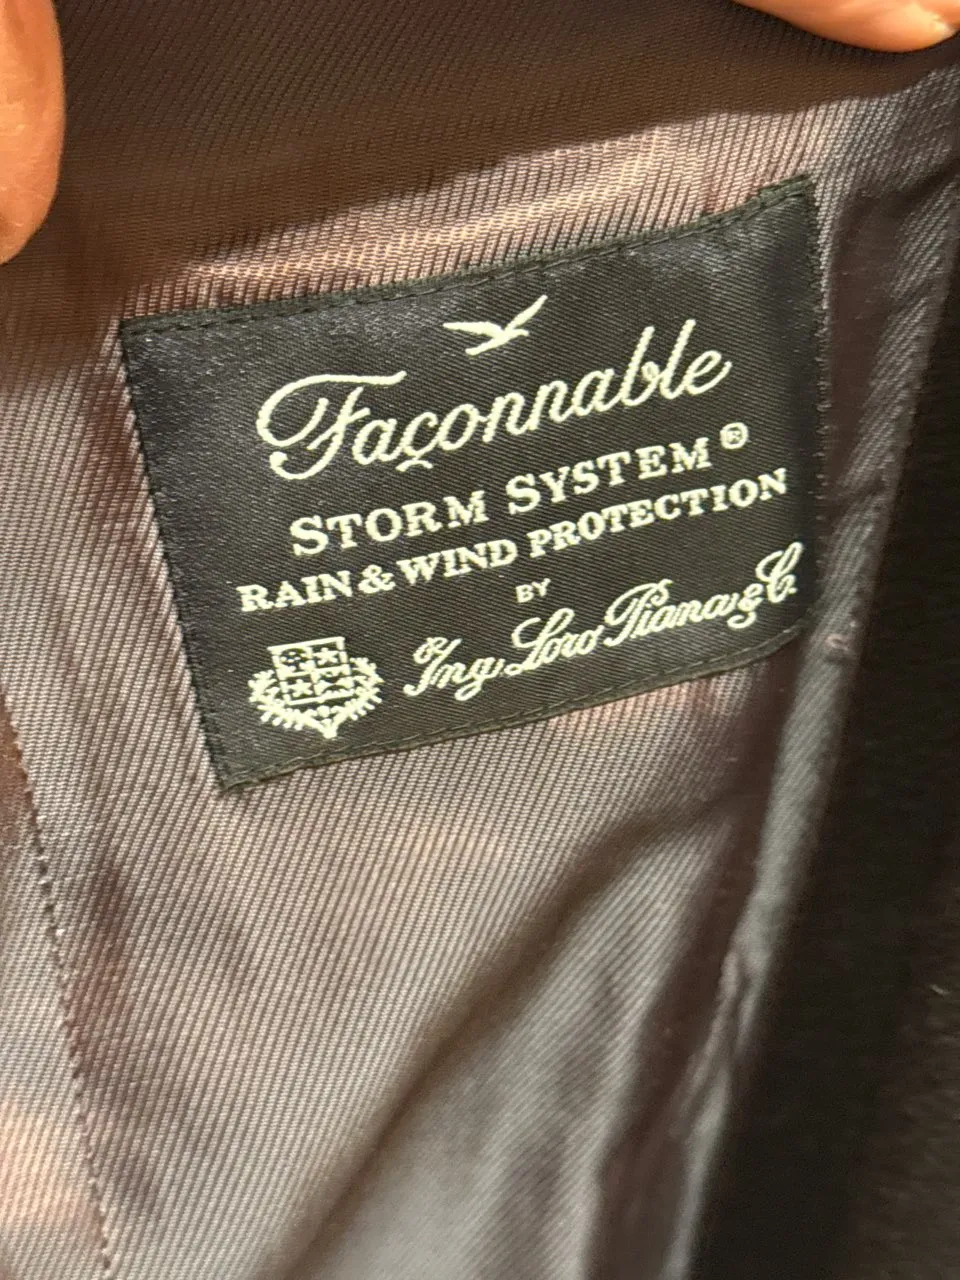 Façonnable
STORM SYSTEM ®
RAIN & WIND PROTECTION
BY
Ing. Loro Piana & C.